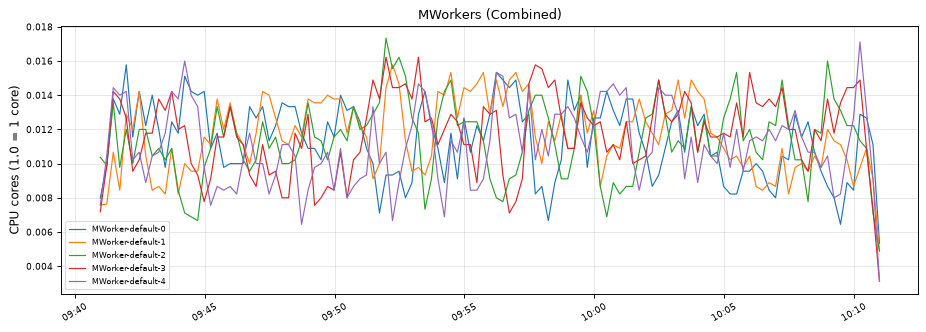 MWorkers (Combined)
CPU cores (1.0 = 1 core)
0.018
0.016
0.014
0.012
0.010
0.008
0.006
0.004
MWorker-default-0
MWorker-default-1
MWorker-default-2
MWorker-default-3
MWorker-default-4
09:40
09:45
09:50
09:55
10:00
10:05
10:10